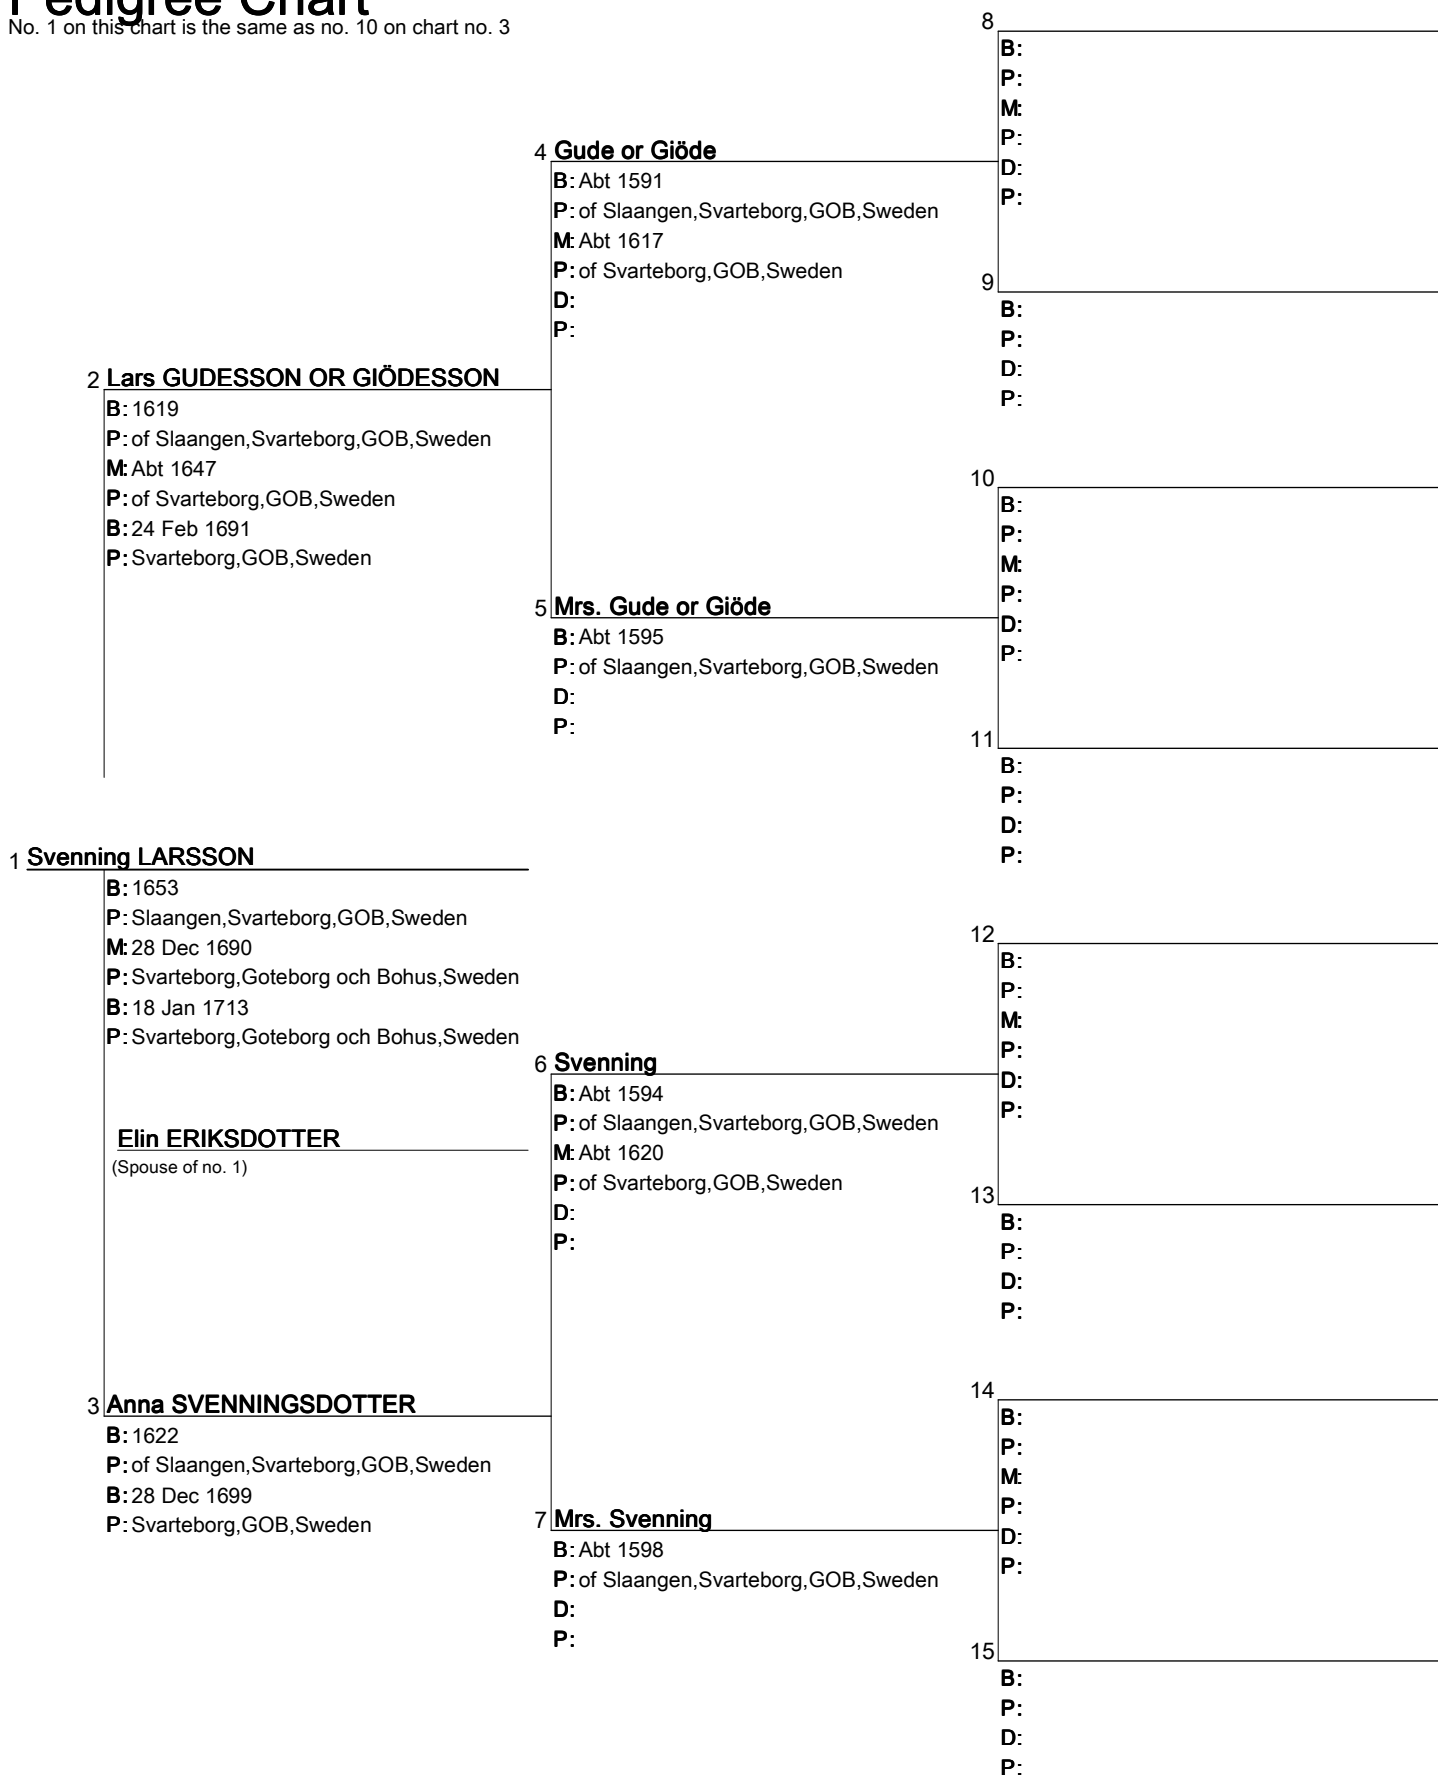 Pedigree Chart
No. 1 on this chart is the same as no. 10 on chart no. 3
8
B:
P:
M:
P:
D:
P:
4 Gude or Giöde
B: Abt 1591
P: of Slaangen,Svarteborg,GOB,Sweden
M: Abt 1617
P: of Svarteborg,GOB,Sweden
D:
P:
9
B:
P:
D:
P:
2 Lars GUDESSON OR GIÖDESSON
B: 1619
P: of Slaangen,Svarteborg,GOB,Sweden
M: Abt 1647
P: of Svarteborg,GOB,Sweden
B: 24 Feb 1691
P: Svarteborg,GOB,Sweden
10
B:
P:
M:
P:
D:
P:
5 Mrs. Gude or Giöde
B: Abt 1595
P: of Slaangen,Svarteborg,GOB,Sweden
D:
P:
11
B:
P:
D:
P:
1 Svenning LARSSON
B: 1653
P: Slaangen,Svarteborg,GOB,Sweden
M: 28 Dec 1690
P: Svarteborg,Goteborg och Bohus,Sweden
B: 18 Jan 1713
P: Svarteborg,Goteborg och Bohus,Sweden
Elin ERIKSDOTTER
(Spouse of no. 1)
12
B:
P:
M:
P:
D:
P:
6 Svenning
B: Abt 1594
P: of Slaangen,Svarteborg,GOB,Sweden
M: Abt 1620
P: of Svarteborg,GOB,Sweden
D:
P:
13
B:
P:
D:
P:
3 Anna SVENNINGSDOTTER
B: 1622
P: of Slaangen,Svarteborg,GOB,Sweden
B: 28 Dec 1699
P: Svarteborg,GOB,Sweden
14
B:
P:
M:
P:
D:
P:
7 Mrs. Svenning
B: Abt 1598
P: of Slaangen,Svarteborg,GOB,Sweden
D:
P:
15
B:
P:
D:
P: